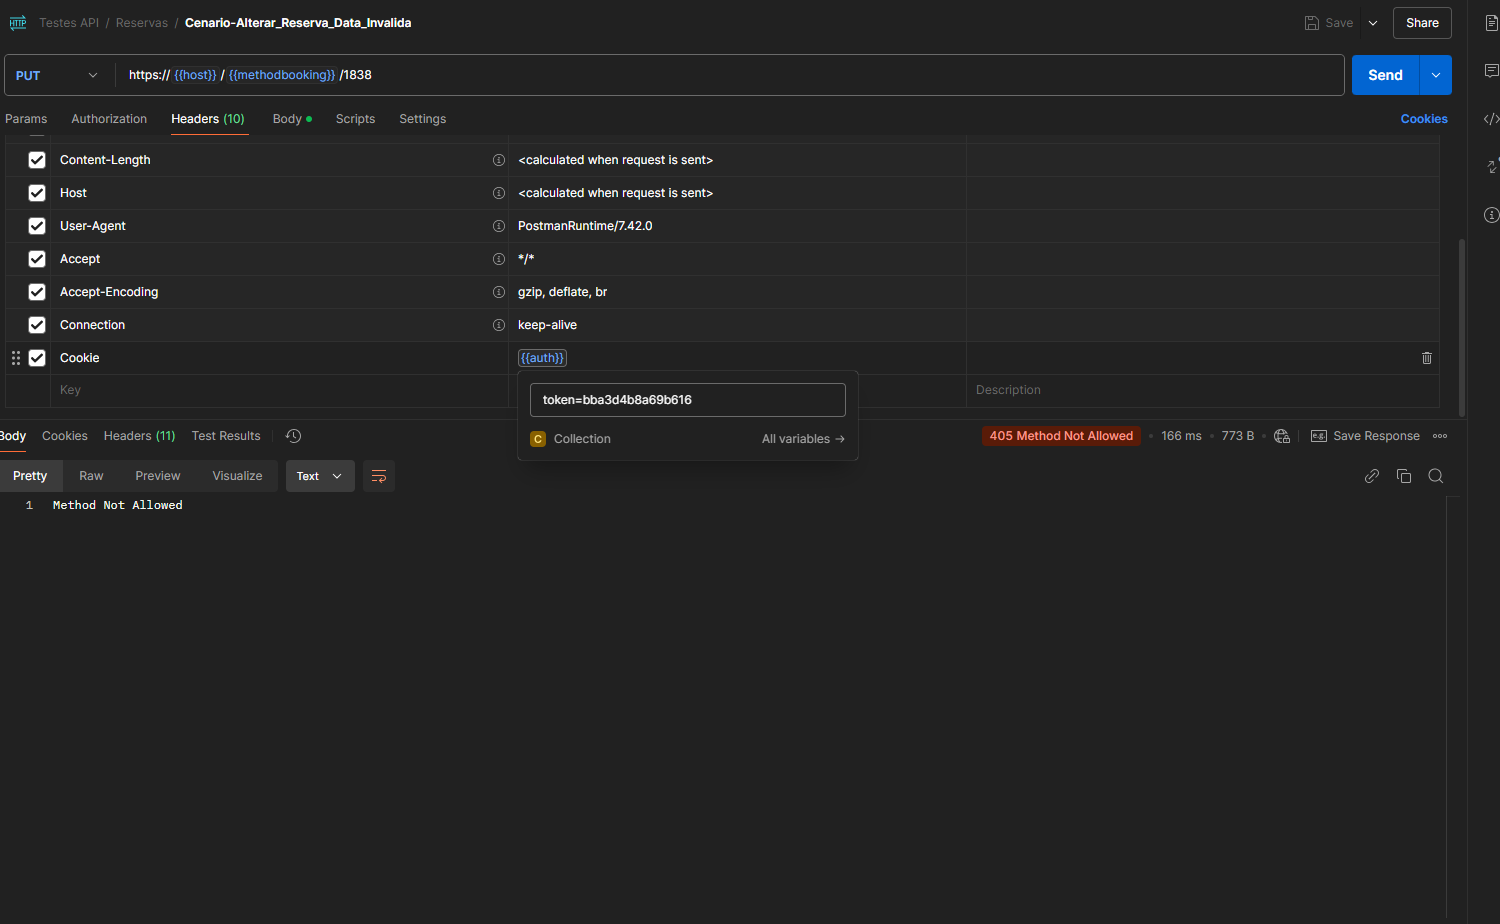 HTTP Testes API / Reservas / Cenario-Alterar_Reserva_Data_Invalida
Save
Share
PUT
https:// {{host}} / {{methodbooking}} /1838
Send
Params Authorization Headers (10) Body Scripts Settings
Cookies
Content-Length <calculated when request is sent>
Host <calculated when request is sent>
User-Agent PostmanRuntime/7.42.0
Accept */*
Accept-Encoding gzip, deflate, br
Connection keep-alive
Cookie {{auth}}
Key Description
token=bba3d4b8a69b616
C Collection All variables →
Body Cookies Headers (11) Test Results
405 Method Not Allowed • 166 ms • 773 B
e.g. Save Response
Pretty Raw Preview Visualize Text
1 Method Not Allowed